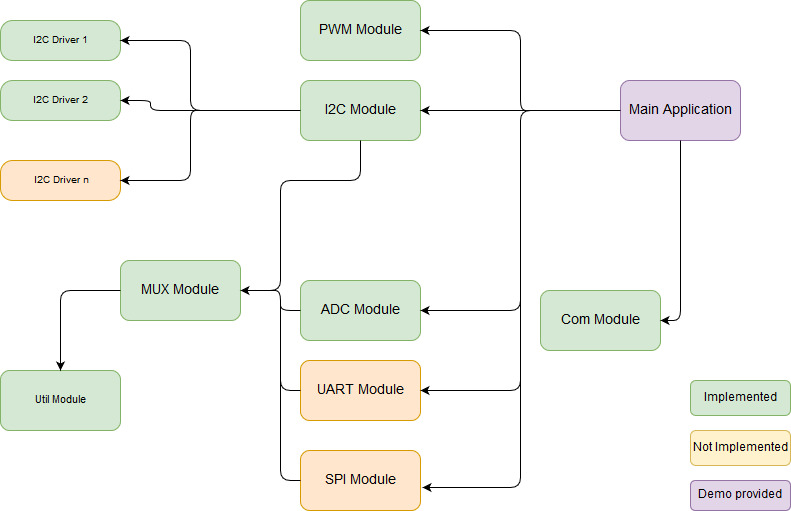 PWM Module
I2C Driver 1
I2C Driver 2
I2C Module
Main Application
I2C Driver n
MUX Module
ADC Module
Com Module
Util Module
UART Module
Implemented
Not Implemented
SPI Module
Demo provided